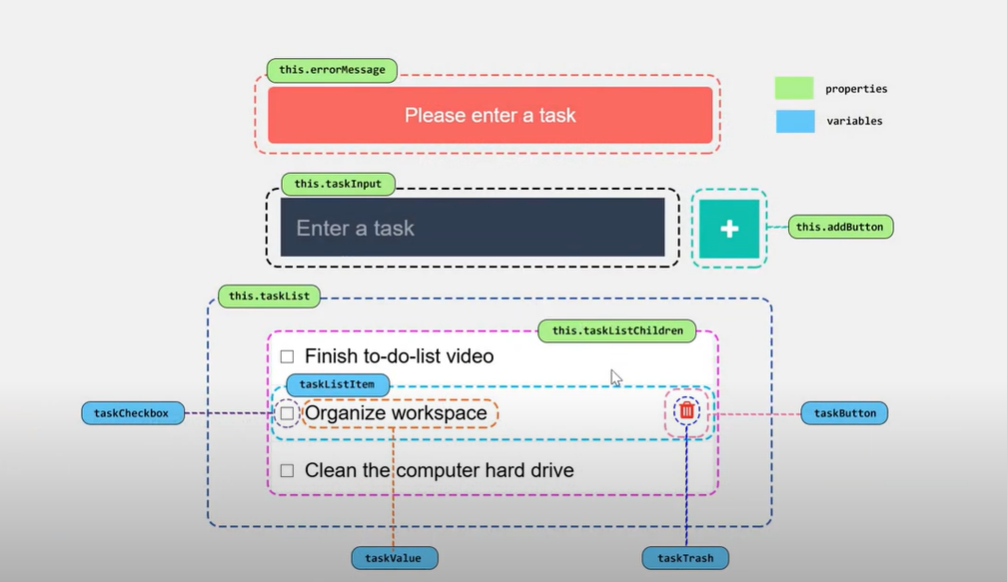 this.errorMessage
Please enter a task
properties
variables
this.taskInput
Enter a task
this.addButton
this.taskList
this.taskListChildren
Finish to-do-list video
taskListItem
taskCheckbox
Organize workspace
taskButton
Clean the computer hard drive
taskValue
taskTrash